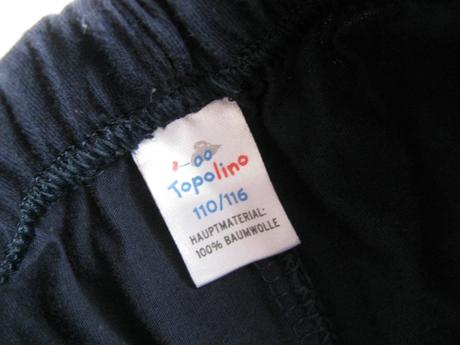 Topolino
110/116
HAUPTMATERIAL:
100% BAUMWOLLE